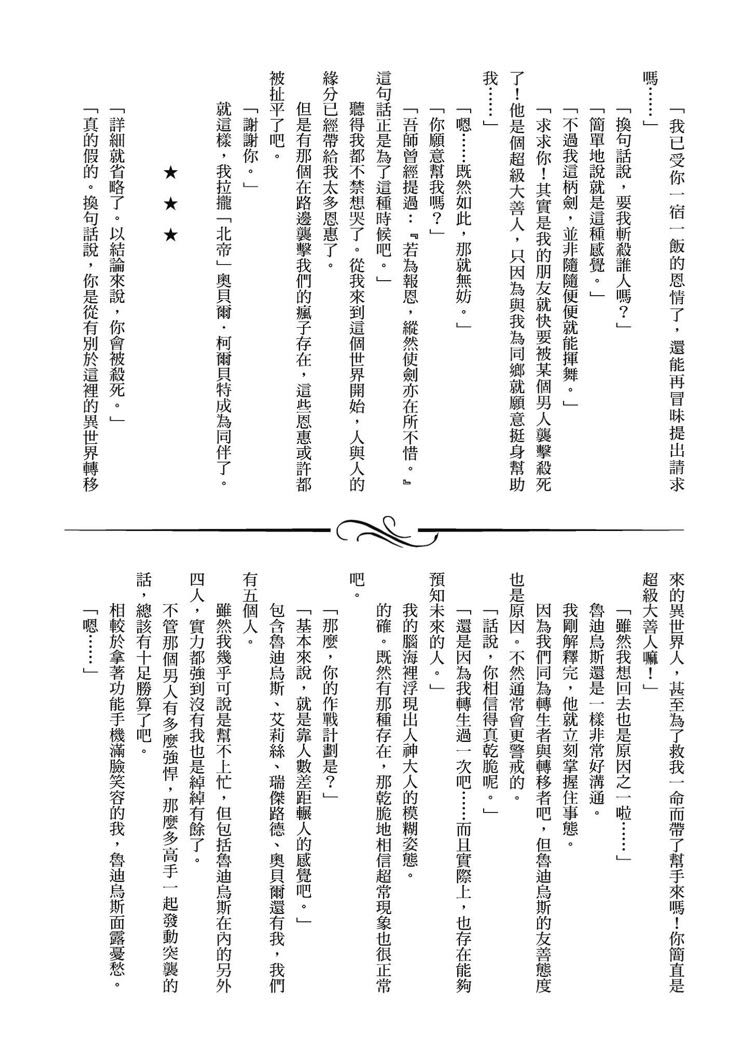 「我已受你一宿一飯的恩情了，還能再冒昧提出請求
嗎……」
「換句話說，要我斬殺誰人嗎？」
「簡單地說就是這種感覺。」
「不過我這柄劍，並非隨隨便便就能揮舞。」
「求求你！其實是我的朋友就快要被某個男人襲擊殺死
了！他是個超級大善人，只因為與我為同鄉就願意挺身幫助
我……」
「嗯……既然如此，那就無妨。」
「你願意幫我嗎？」
「吾師曾經提過：『若為報恩，縱然使劍亦在所不惜。』
這句話正是為了這種時候吧。」
聽得我都不禁想哭了。從我來到這個世界開始，人與人的
緣分已經帶給我太多恩惠了。
但是有那個在路邊襲擊我們的瘋子存在，這些恩惠或許都
被扯平了吧。
「謝謝你。」
就這樣，我拉攏「北帝」奧貝爾·柯爾貝特成為同伴了。
★　★　★
「詳細就省略了。以結論來說，你會被殺死。」
「真的假的。換句話說，你是從有別於這裡的異世界轉移
來的異世界人，甚至為了救我一命而帶了幫手來嗎！你簡直是
超級大善人嘛！」
「雖然我想回去也是原因之一啦……」
魯迪烏斯還是一樣非常好溝通。
我剛解釋完，他就立刻掌握住事態。
因為我們同為轉生者與轉移者吧，但魯迪烏斯的友善態度
也是原因。不然通常會更警戒的。
「話說，你相信得真乾脆呢。」
「還是因為我轉生過一次吧……而且實際上，也存在能夠
預知未來的人。」
我的腦海裡浮現出人神大人的模糊姿態。
的確。既然有那種存在，那乾脆地相信超常現象也很正常
吧。
「那麼，你的作戰計劃是？」
「基本來說，就是靠人數差距輾人的感覺吧。」
包含魯迪烏斯、艾莉絲、瑞傑路德、奧貝爾還有我，我們
有五個人。
雖然我幾乎可說是幫不上忙，但包括魯迪烏斯在內的另外
四人，實力都強到沒有我也是綽綽有餘了。
不管那個男人有多麼強悍，那麼多高手一起發動突襲的
話，總該有十足勝算了吧。
相較於拿著功能手機滿臉笑容的我，魯迪烏斯面露憂愁。
「嗯……」